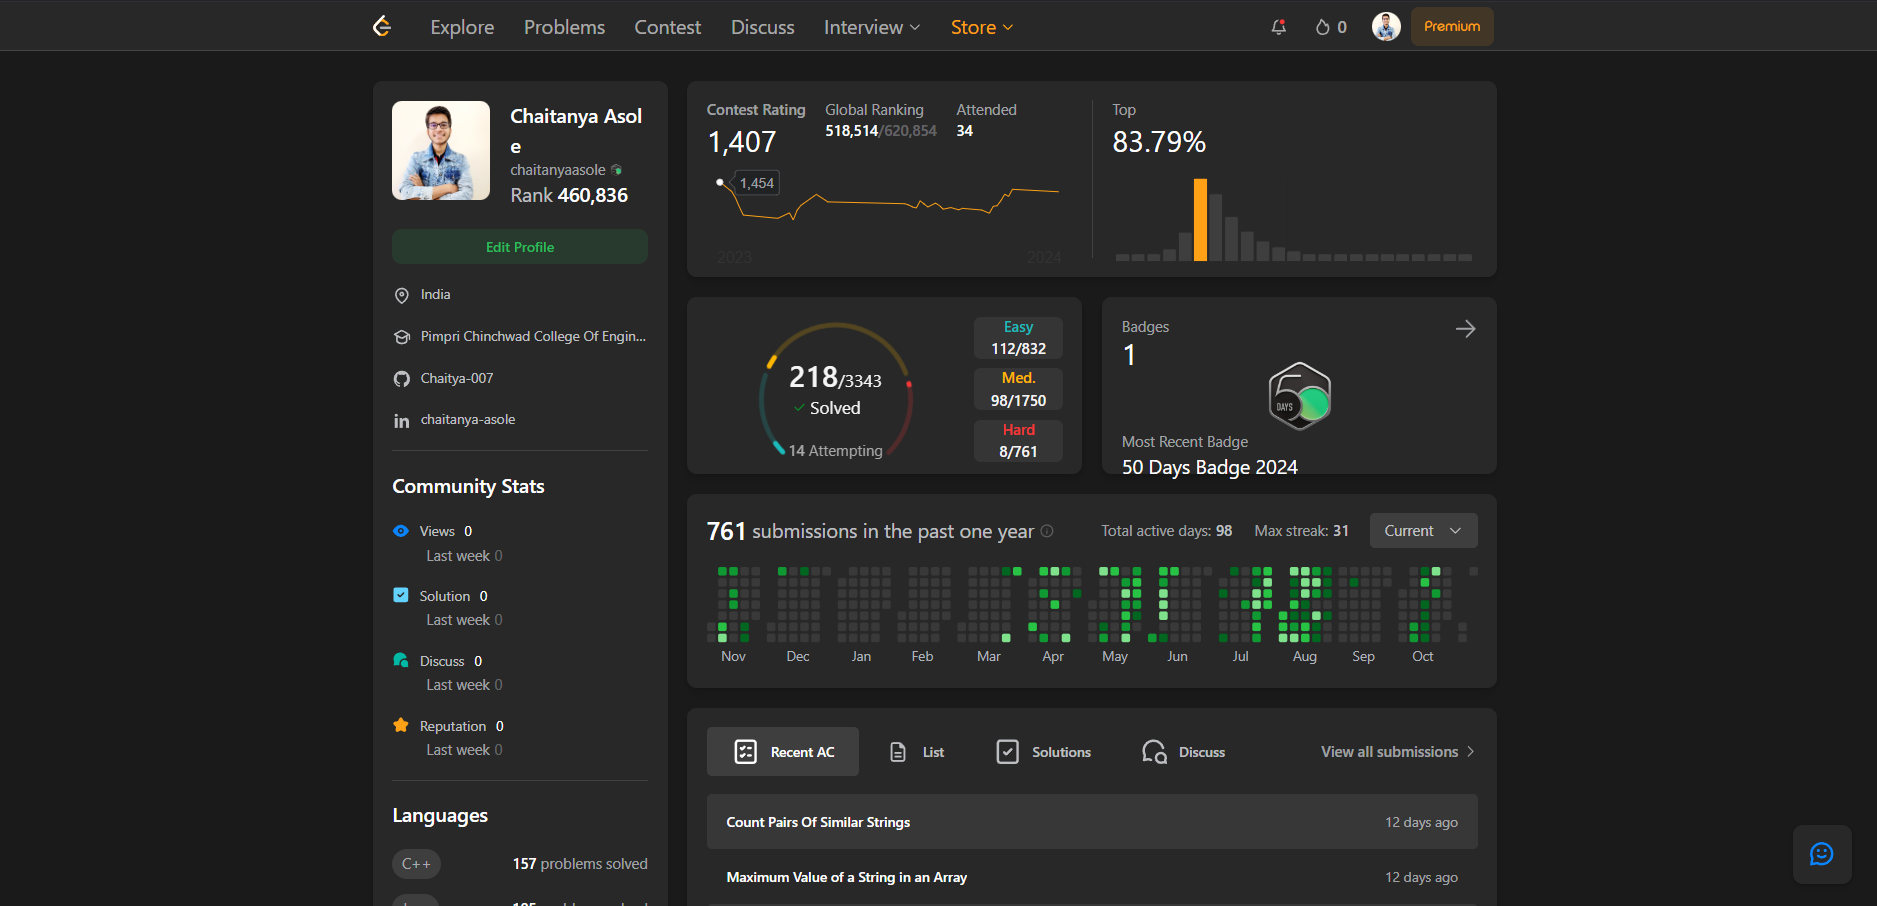 Explore Problems Contest Discuss Interview Store 0 Premium
Chaitanya Asol
e
chaitanyaasole
Rank 460,836
Edit Profile
India
Pimpri Chinchwad College Of Engin...
Chaitya-007
chaitanya-asole
Community Stats
Views 0
Last week 0
Solution 0
Last week 0
Discuss 0
Last week 0
Reputation 0
Last week 0
Languages
C++ 157 problems solved
Contest Rating Global Ranking Attended
1,407 518,514/620,854 34
1,454
2023 2024
Top
83.79%
218/3343
Solved
14 Attempting
Easy
112/832
Med.
98/1750
Hard
8/761
Badges
1
50
DAYS
Most Recent Badge
50 Days Badge 2024
761 submissions in the past one year Total active days: 98 Max streak: 31 Current
Nov Dec Jan Feb Mar Apr May Jun Jul Aug Sep Oct
Recent AC List Solutions Discuss View all submissions
Count Pairs Of Similar Strings 12 days ago
Maximum Value of a String in an Array 12 days ago